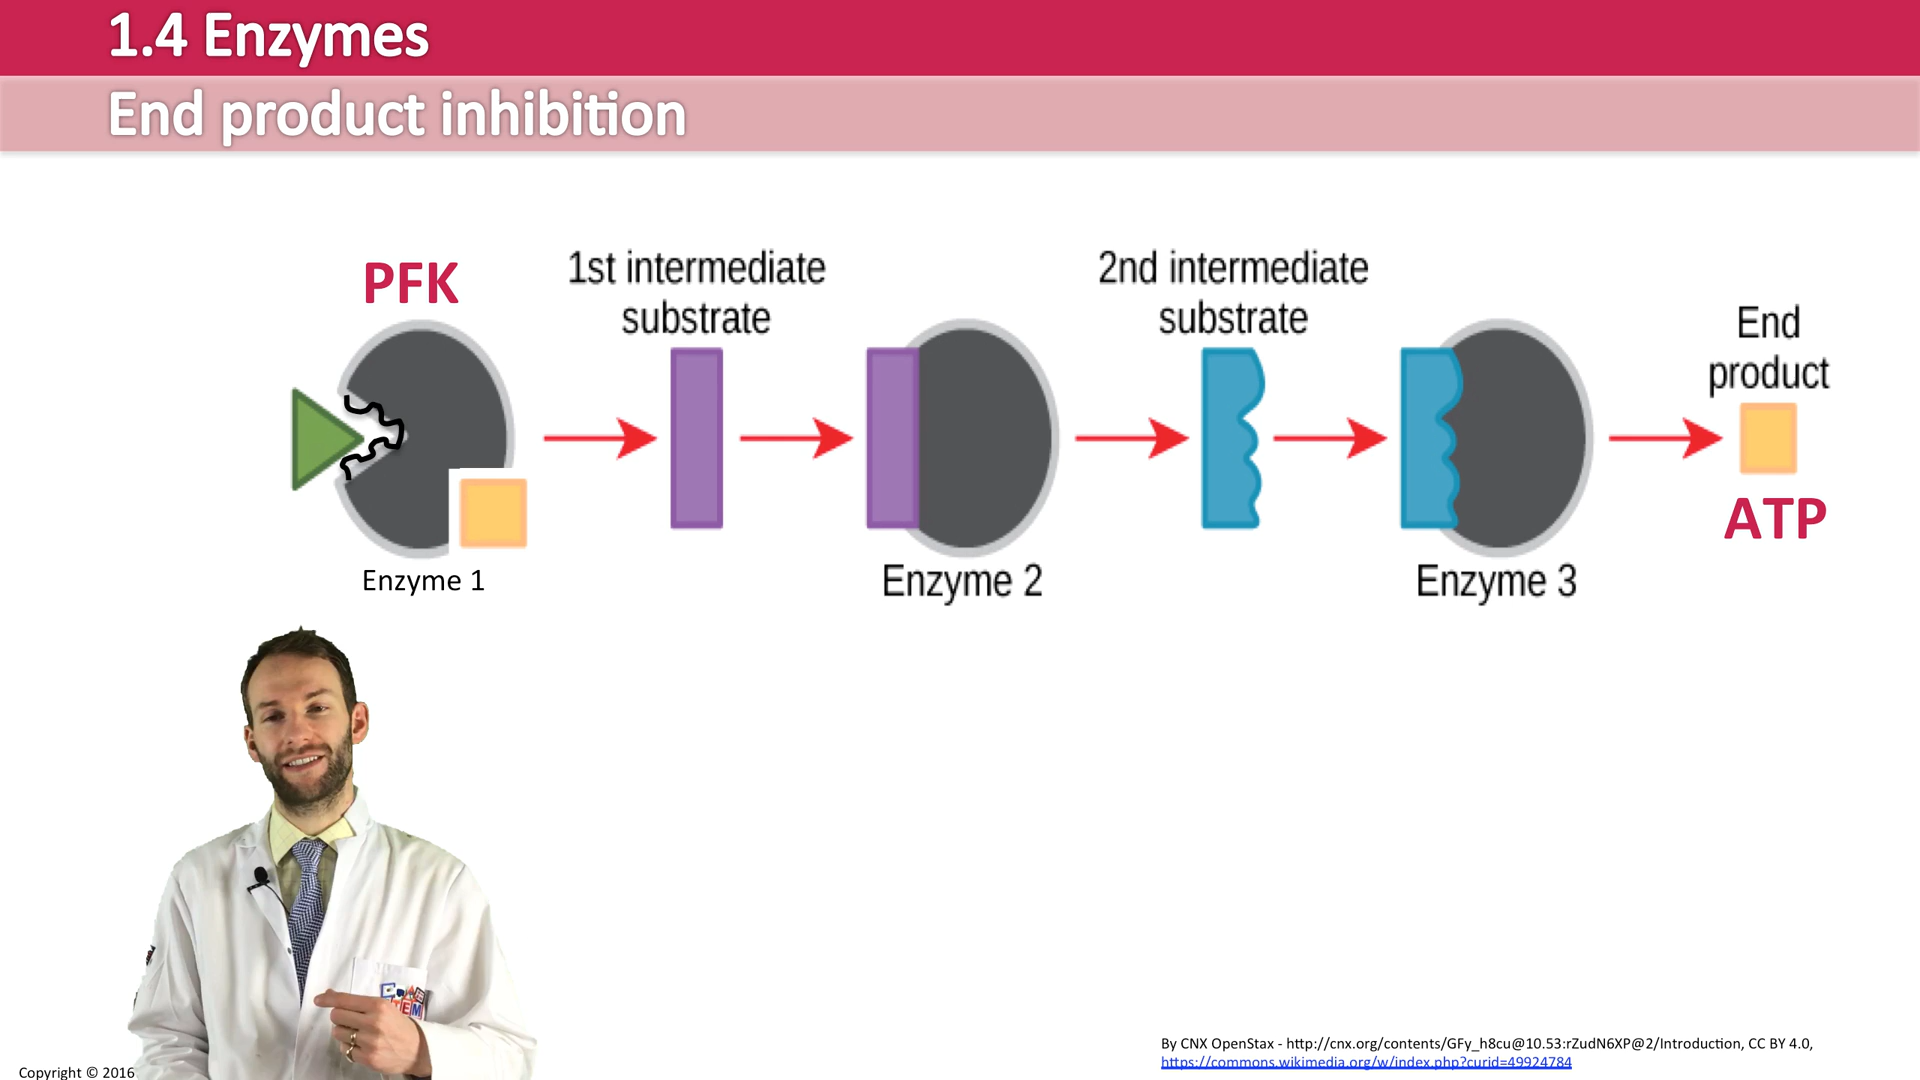 1.4 Enzymes
End product inhibition
PFK
1st intermediate
substrate
2nd intermediate
substrate
End
product
ATP
Enzyme 1
Enzyme 2
Enzyme 3
By CNX OpenStax - http://cnx.org/contents/GFy_h8cu@10.53:rZudN6XP@2/Introduction, CC BY 4.0,
https://commons.wikimedia.org/w/index.php?curid=49924784
Copyright © 2016